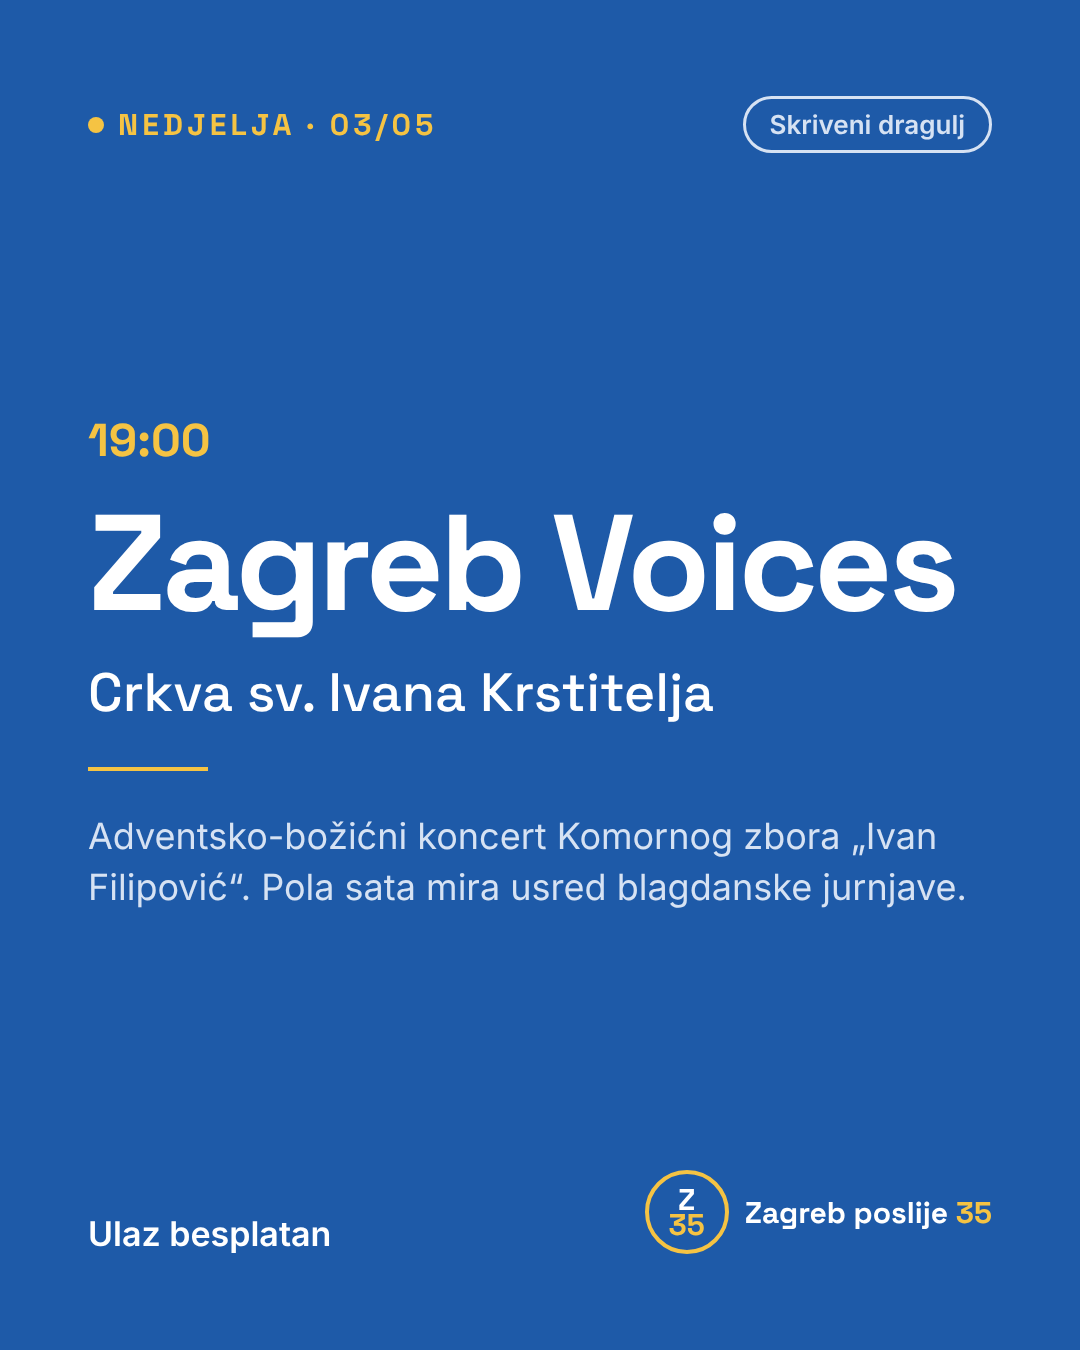 NEDJELJA · 03/05
Skriveni dragulj
19:00
Zagreb Voices
Crkva sv. Ivana Krstitelja
Adventsko-božićni koncert Komornog zbora „Ivan
Filipović“. Pola sata mira usred blagdanske jurnjave.
Ulaz besplatan
Z
35
Zagreb poslije 35